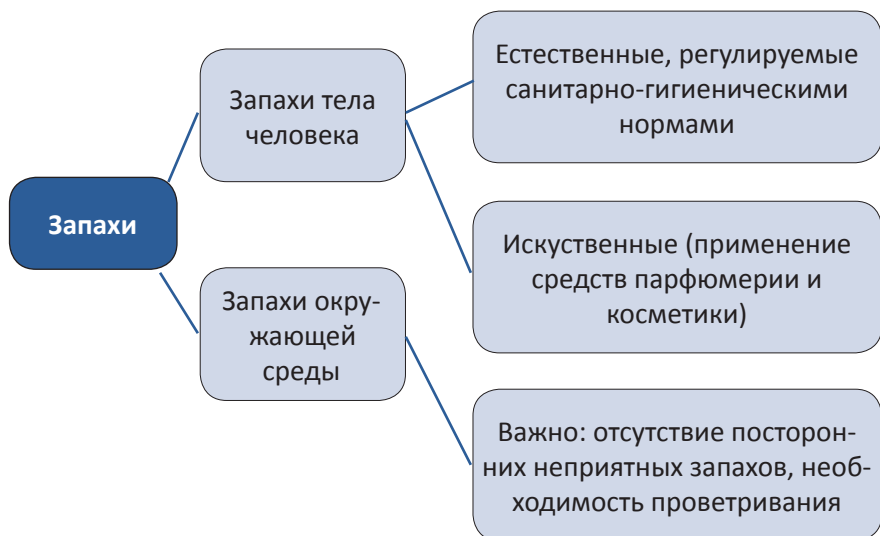 Запахи
Запахи тела
человека
Естественные, регулируемые
санитарно-гигиеническими
нормами
Искуственные (применение
средств парфюмерии и
косметики)
Запахи окру-
жающей
среды
Важно: отсутствие посторон-
них неприятных запахов, необ-
ходимость проветривания